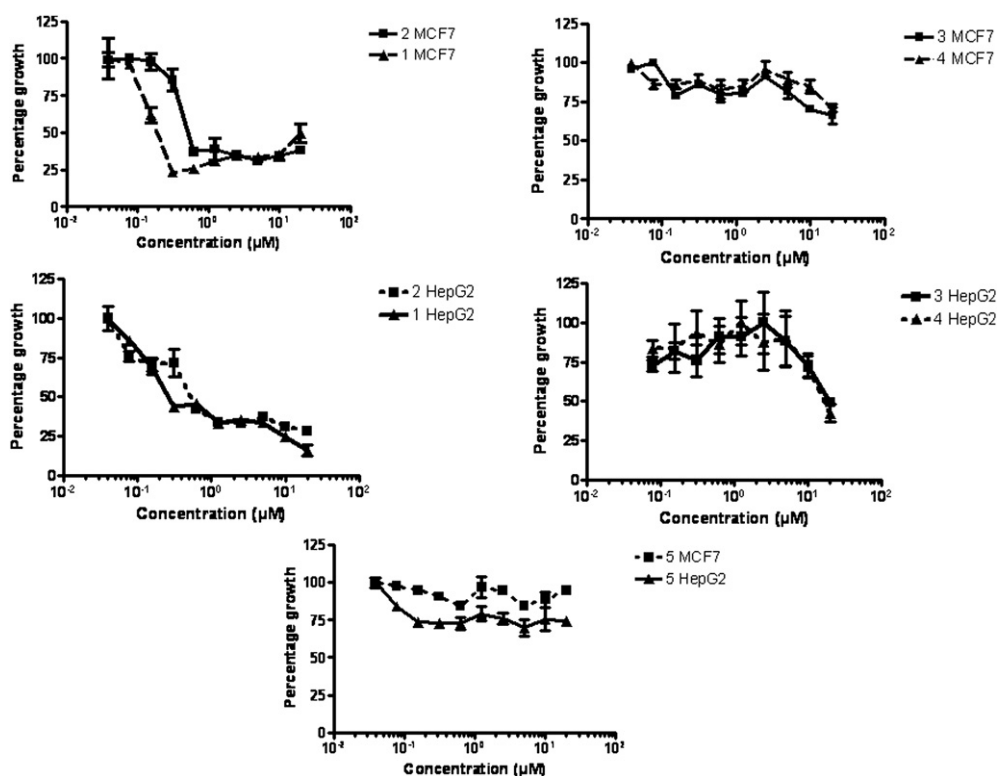 Percentage growth
125
100
75
50
25
0
10⁻² 10⁻¹ 10⁰ 10¹ 10²
Concentration (µM)
2 MCF7
1 MCF7
Percentage growth
125
100
75
50
25
0
10⁻² 10⁻¹ 10⁰ 10¹ 10²
Concentration (µM)
3 MCF7
4 MCF7
Percentage growth
125
100
75
50
25
0
10⁻² 10⁻¹ 10⁰ 10¹ 10²
Concentration (µM)
2 HepG2
1 HepG2
Percentage growth
125
100
75
50
25
0
10⁻² 10⁻¹ 10⁰ 10¹ 10²
Concentration (µM)
3 HepG2
4 HepG2
Percentage growth
125
100
75
50
25
0
10⁻² 10⁻¹ 10⁰ 10¹ 10²
Concentration (µM)
5 MCF7
5 HepG2